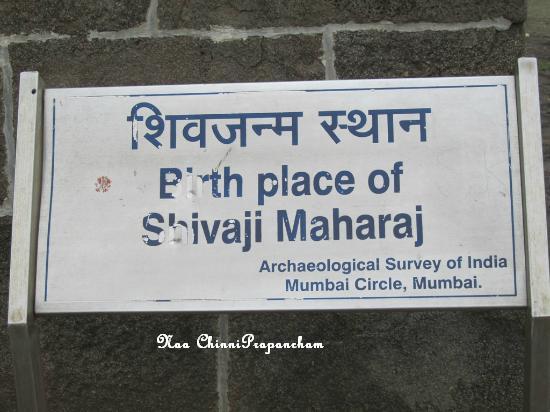 शिवजन्म स्थान
Birth place of
Shivaji Maharaj
Archaeological Survey of India
Mumbai Circle, Mumbai.
Naa ChinniPrapancham